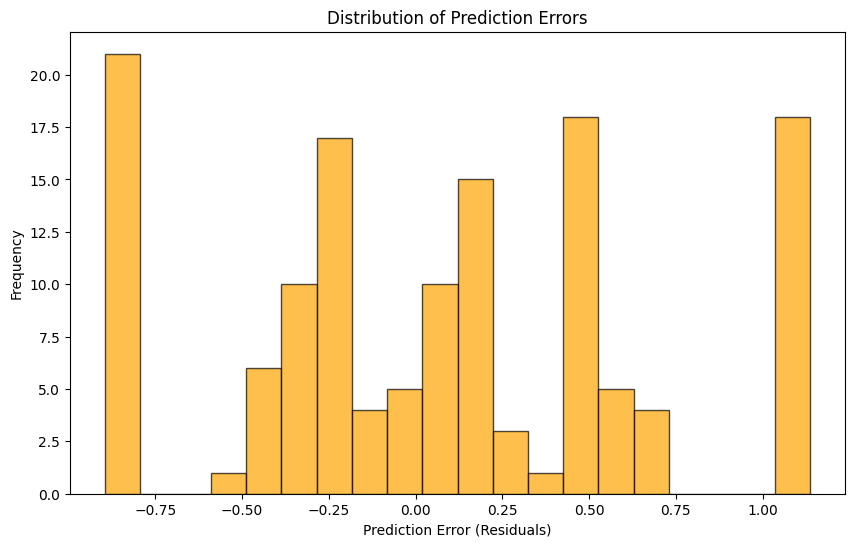 Distribution of Prediction Errors
Frequency
20.0
17.5
15.0
12.5
10.0
7.5
5.0
2.5
0.0
−0.75 −0.50 −0.25 0.00 0.25 0.50 0.75 1.00
Prediction Error (Residuals)